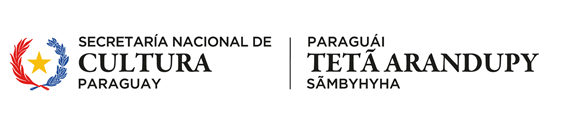 SECRETARÍA NACIONAL DE
CULTURA
PARAGUAY
PARAGUÁI
TETÃ ARANDUPY
SÃMBYHYHA